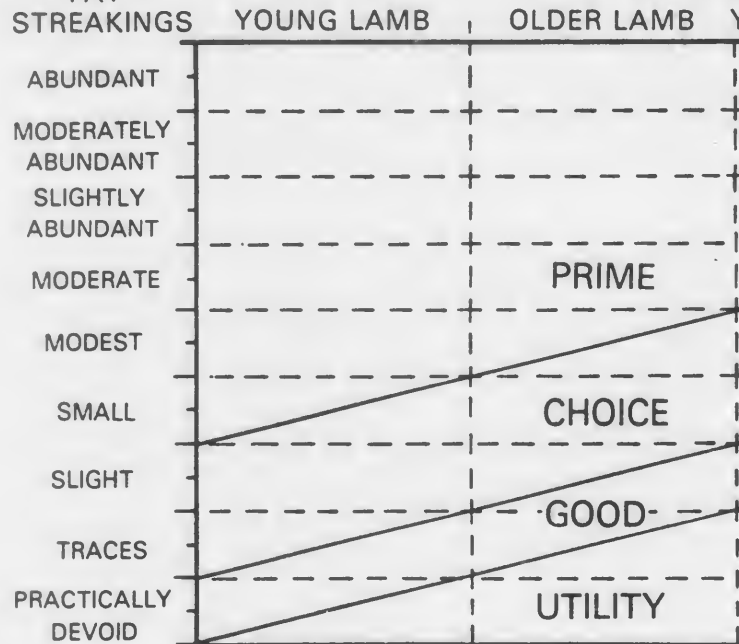 STREAKINGS YOUNG LAMB OLDER LAMB
ABUNDANT
MODERATELY
ABUNDANT
SLIGHTLY
ABUNDANT
MODERATE PRIME
MODEST
SMALL CHOICE
SLIGHT
GOOD
TRACES
PRACTICALLY
DEVOID UTILITY